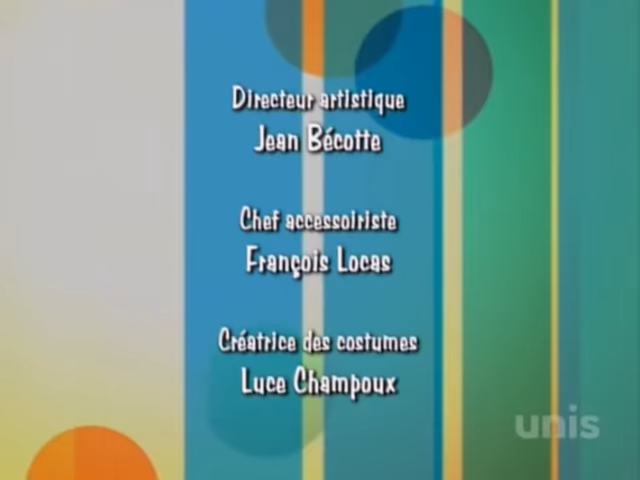 Directeur artistique
Jean Bécotte
Chef accessoiriste
François Locas
Créatrice des costumes
Luce Champoux
unis